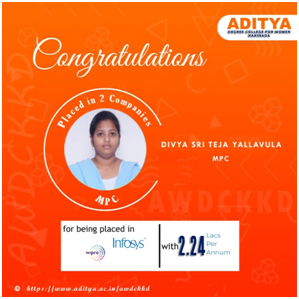 ADITYA
DEGREE COLLEGE FOR WOMEN
KAKINADA
Congratulations
Placed in 2 Companies
MPC
DIVYA SRI TEJA YALLAVULA
MPC
AWDCKKD
for being placed in
wipro
Infosys
with 2.24 Lacs
Per
Annum
https://www.aditya.ac.in/awdckkd